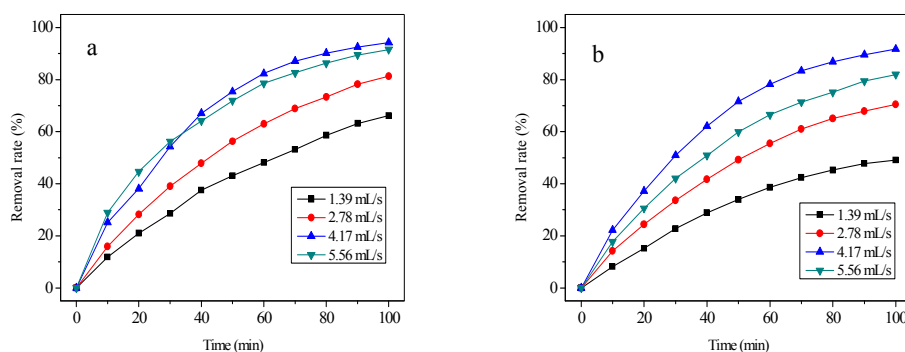 a
100
80
60
40
20
0
Removal rate (%)
1.39 mL/s
2.78 mL/s
4.17 mL/s
5.56 mL/s
0 20 40 60 80 100
Time (min)
b
100
80
60
40
20
0
Removal rate (%)
1.39 mL/s
2.78 mL/s
4.17 mL/s
5.56 mL/s
0 20 40 60 80 100
Time (min)